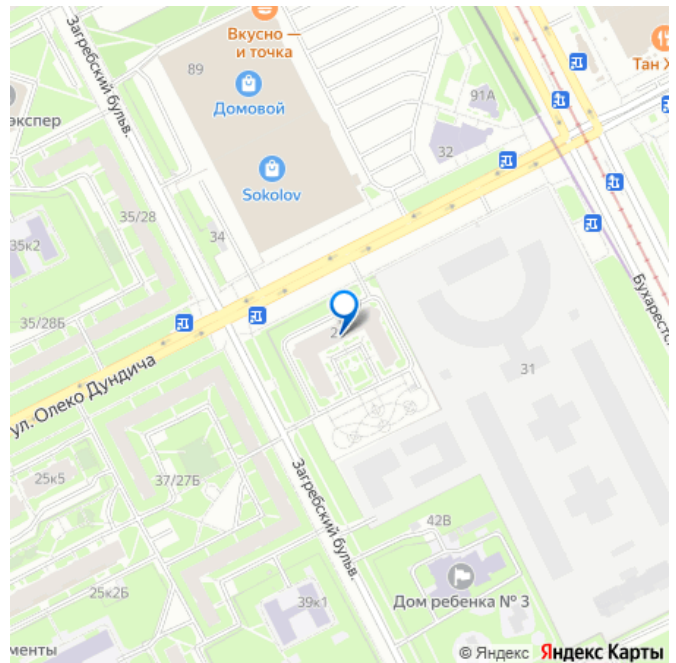 Вкусно —
и точка
Загребский бульв.
89
Домовой
Тан
91А
экспер
32
Sokolov
35/28
34
35к2
Бухарестс
35/28Б
31
ул. Олеко Дундича
25к5
37/27Б
Загребский бульв.
42В
25к2Б
39к1
Дом ребенка № 3
менты
© Яндекс Яндекс Карты